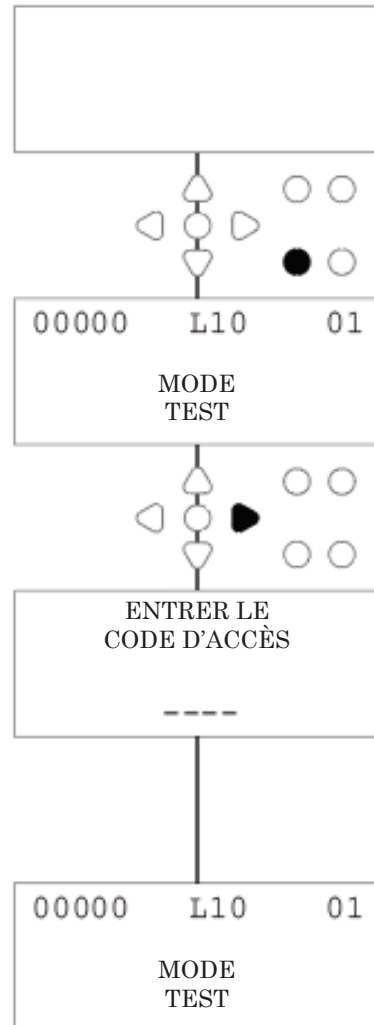 00000 L10 01
MODE
TEST
ENTRER LE
CODE D'ACCÈS
----
00000 L10 01
MODE
TEST